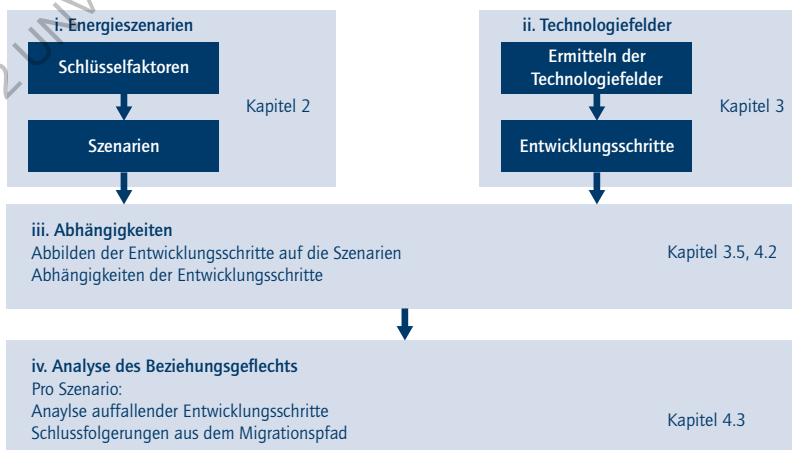 i. Energieszenarien
Schlüsselfaktoren
Szenarien
Kapitel 2
ii. Technologiefelder
Ermitteln der
Technologiefelder
Entwicklungsschritte
Kapitel 3
iii. Abhängigkeiten
Abbilden der Entwicklungsschritte auf die Szenarien
Abhängigkeiten der Entwicklungsschritte
Kapitel 3.5, 4.2
iv. Analyse des Beziehungsgeflechts
Pro Szenario:
Anaylse auffallender Entwicklungsschritte
Schlussfolgerungen aus dem Migrationspfad
Kapitel 4.3